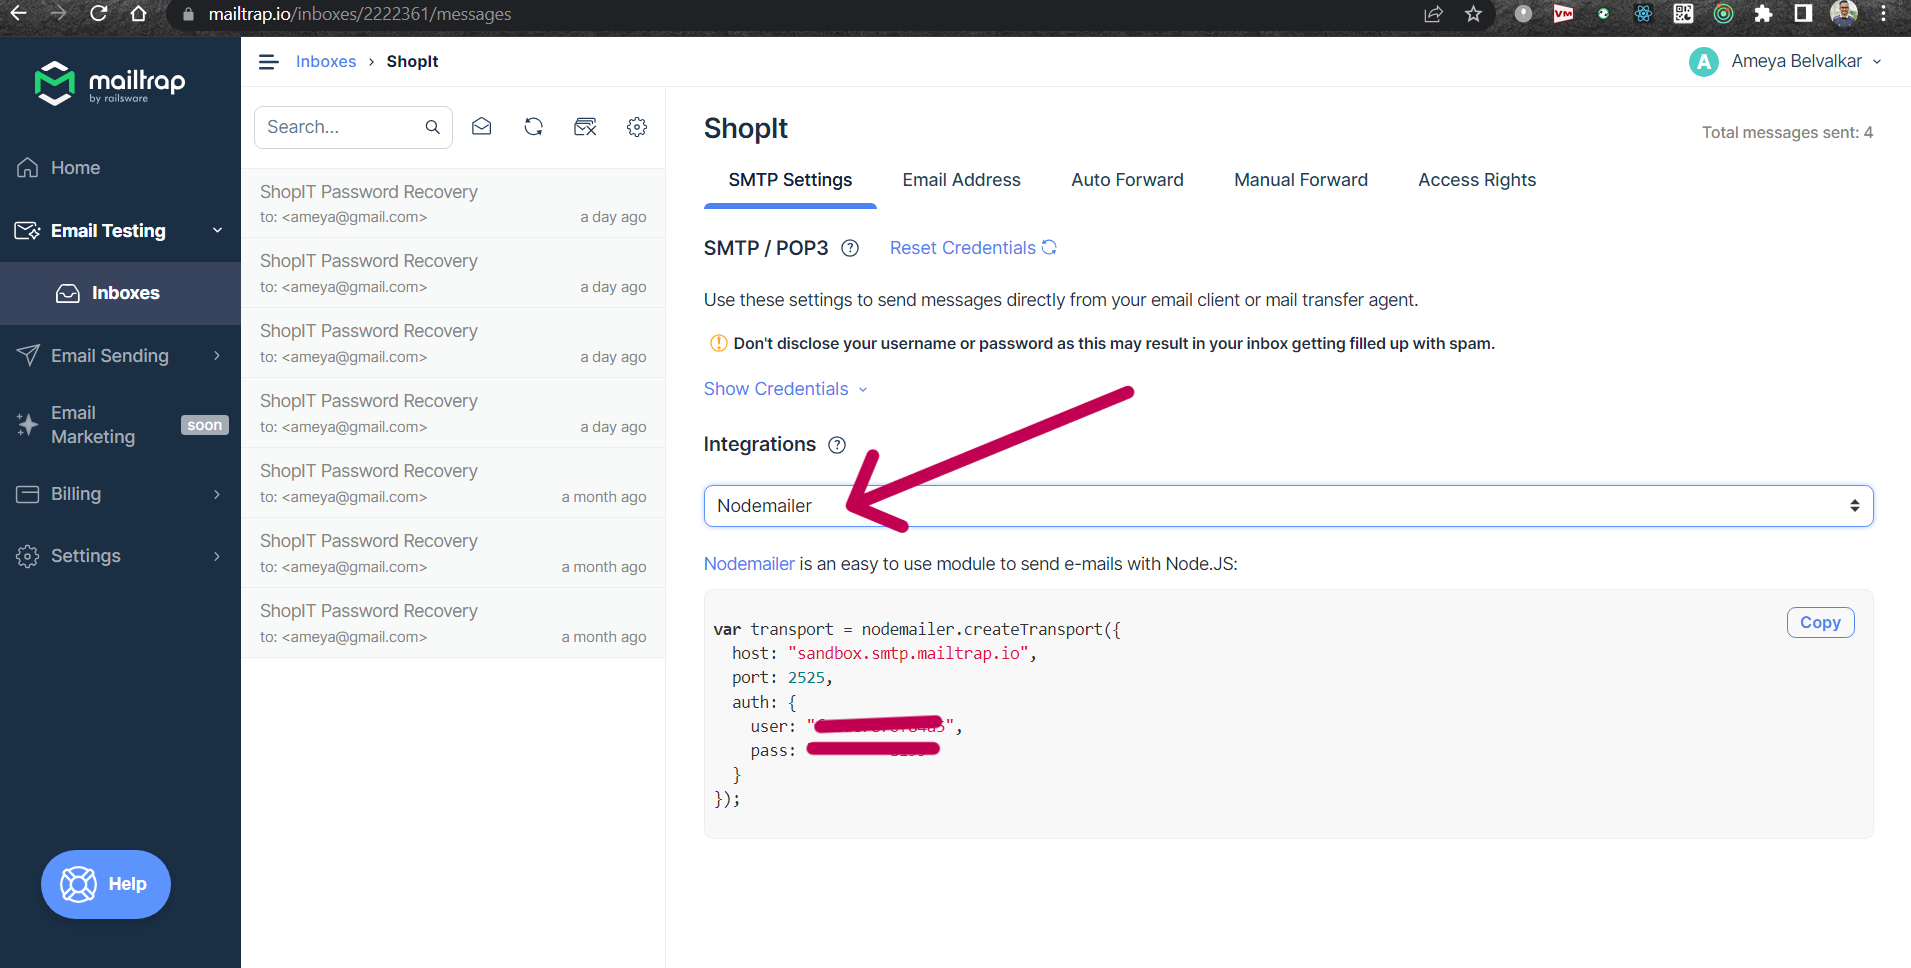 mailtrap.io/inboxes/2222361/messages
mailtrap
by railsware
Home
Email Testing
Inboxes
Email Sending
Email
Marketing
soon
Billing
Settings
Help
Inboxes > ShopIt
A Ameya Belvalkar
Search...
ShopIT Password Recovery
to: <ameya@gmail.com> a day ago
ShopIT Password Recovery
to: <ameya@gmail.com> a day ago
ShopIT Password Recovery
to: <ameya@gmail.com> a day ago
ShopIT Password Recovery
to: <ameya@gmail.com> a day ago
ShopIT Password Recovery
to: <ameya@gmail.com> a month ago
ShopIT Password Recovery
to: <ameya@gmail.com> a month ago
ShopIT Password Recovery
to: <ameya@gmail.com> a month ago
ShopIt
Total messages sent: 4
SMTP Settings Email Address Auto Forward Manual Forward Access Rights
SMTP / POP3 ? Reset Credentials
Use these settings to send messages directly from your email client or mail transfer agent.
Don't disclose your username or password as this may result in your inbox getting filled up with spam.
Show Credentials
Integrations ?
Nodemailer
Nodemailer is an easy to use module to send e-mails with Node.JS:
Copy
var transport = nodemailer.createTransport({
host: "sandbox.smtp.mailtrap.io",
port: 2525,
auth: {
user: "",
pass:
}
});